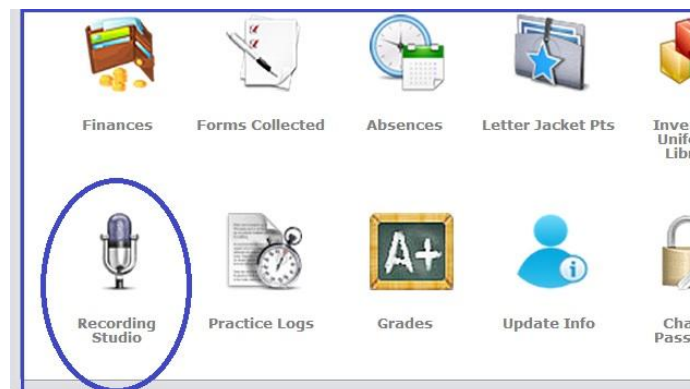 Finances
Forms Collected
Absences
Letter Jacket Pts
A+
Recording
Studio
Practice Logs
Grades
Update Info